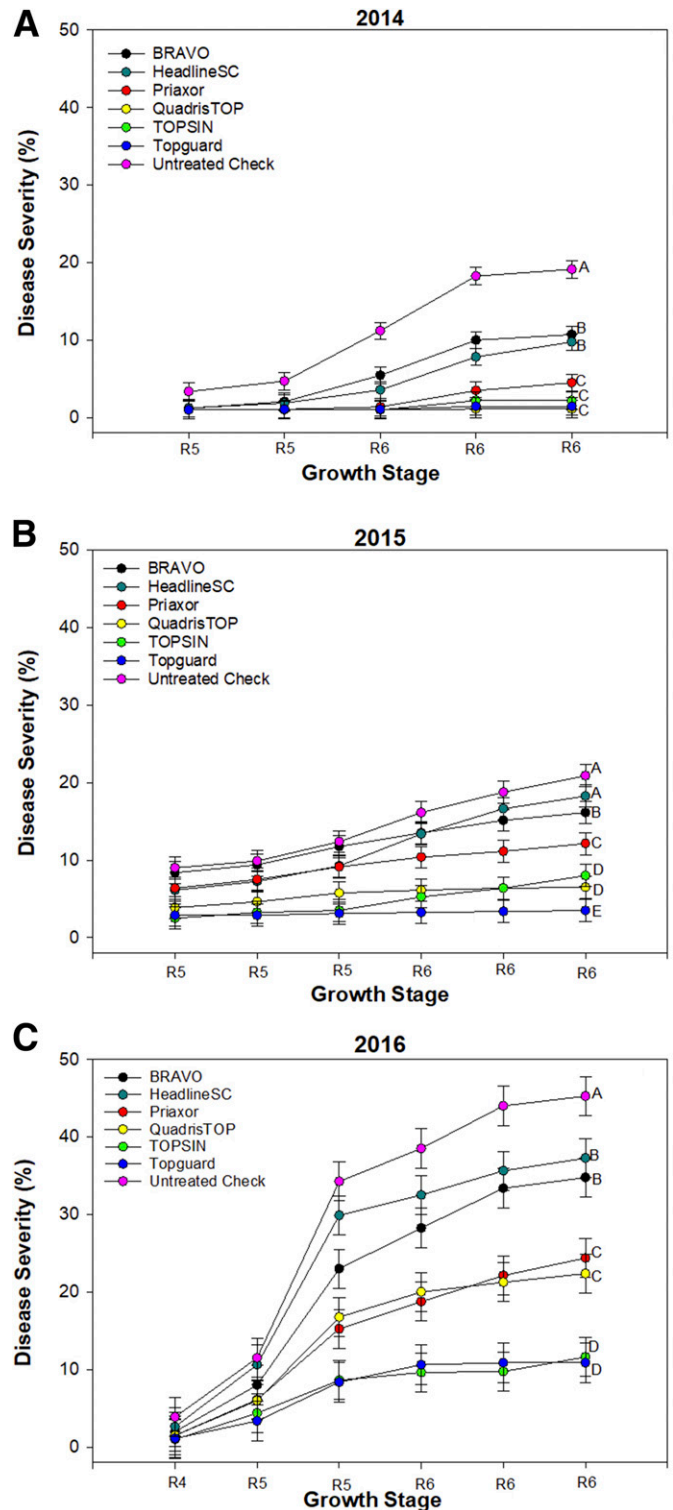 A
2014
50
40
30
20
10
0
Disease Severity (%)
BRAVO
HeadlineSC
Priaxor
QuadrisTOP
TOPSIN
Topguard
Untreated Check
A
B
B
C
C
C
R5 R5 R6 R6 R6
Growth Stage
B
2015
50
40
30
20
10
0
Disease Severity (%)
BRAVO
HeadlineSC
Priaxor
QuadrisTOP
TOPSIN
Topguard
Untreated Check
A
A
B
C
D
D
E
R5 R5 R5 R6 R6 R6
Growth Stage
C
2016
50
40
30
20
10
0
Disease Severity (%)
BRAVO
HeadlineSC
Priaxor
QuadrisTOP
TOPSIN
Topguard
Untreated Check
A
B
B
C
C
D
D
R4 R5 R5 R6 R6 R6
Growth Stage